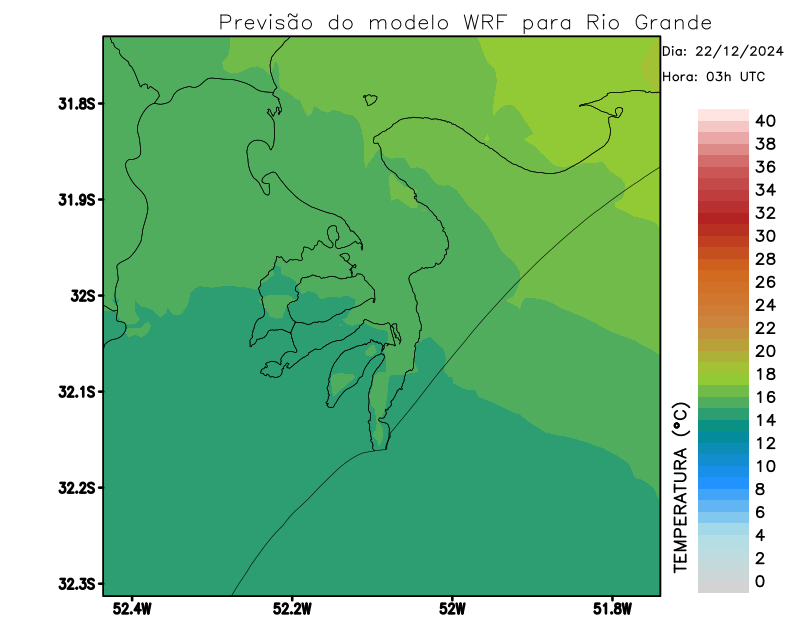 Previsão do modelo WRF para Rio Grande
Dia: 22/12/2024
Hora: 03h UTC
31.8S
31.9S
32S
32.1S
32.2S
32.3S
52.4W
52.2W
52W
51.8W
TEMPERATURA (°C)
40
38
36
34
32
30
28
26
24
22
20
18
16
14
12
10
8
6
4
2
0